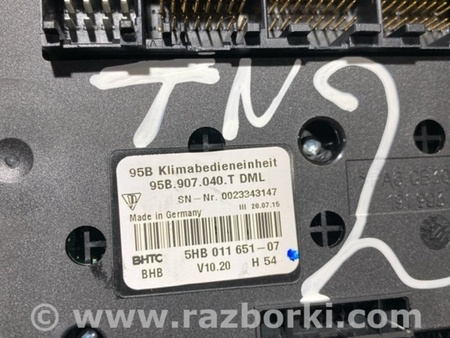 TN2
95B Klimabedieneinheit
95B.907.040.T DML
SN-Nr. 0023343147
III 20.07.15
Made in Germany
BHTC 5HB 011 651-07
BHB V10.20 H 54
www.razborki.com